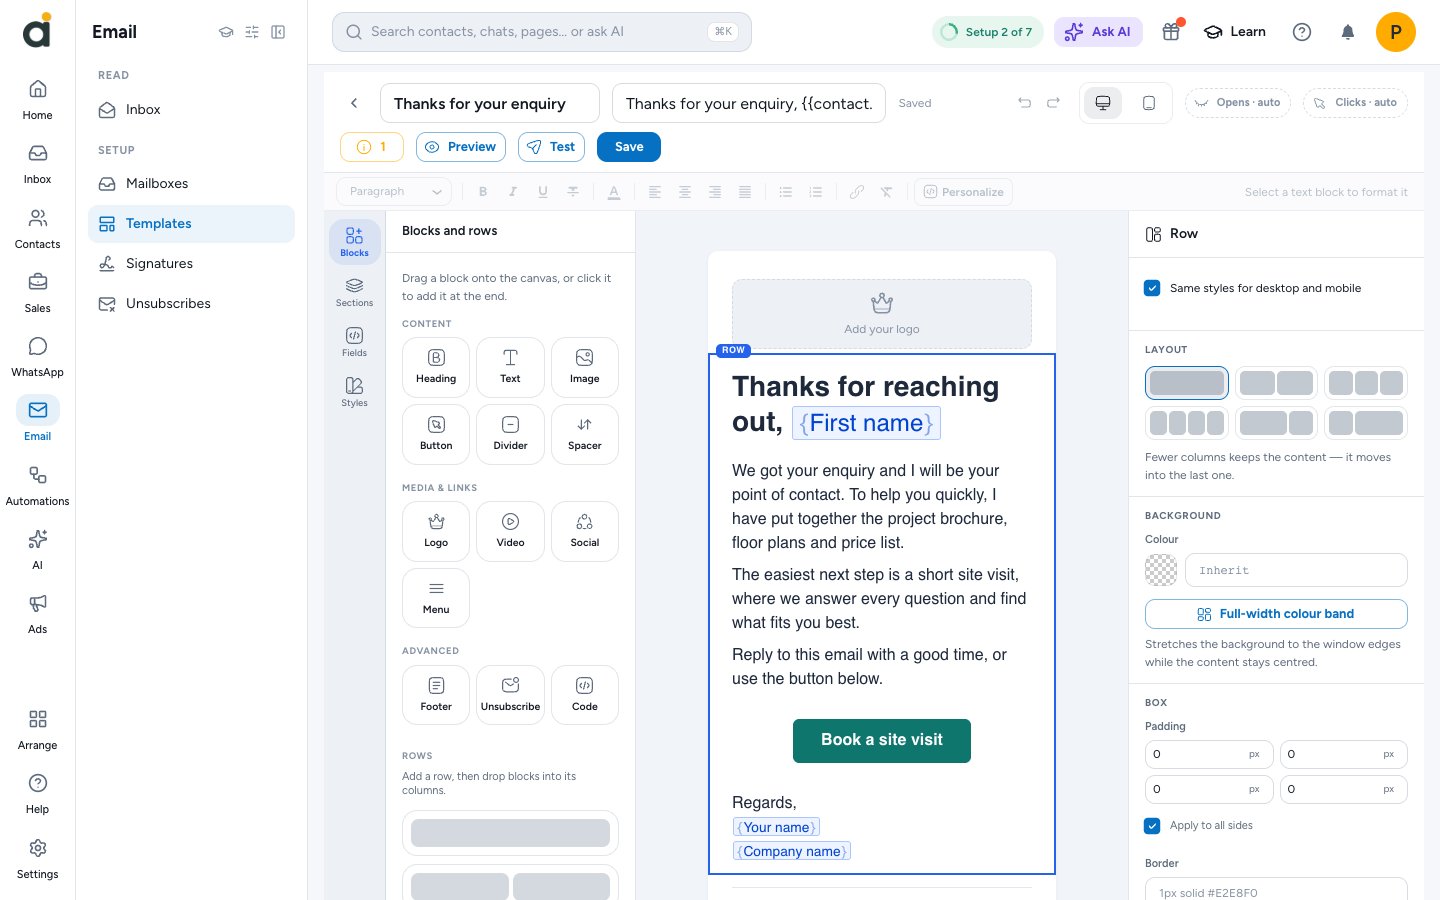 Email
Search contacts, chats, pages... or ask AI
⌘K
Setup 2 of 7
Ask AI
Learn
P
Home
Inbox
Contacts
Sales
WhatsApp
Email
Automations
AI
Ads
Arrange
Help
Settings
READ
Inbox
SETUP
Mailboxes
Templates
Signatures
Unsubscribes
Thanks for your enquiry
Thanks for your enquiry, {{contact.
Saved
Opens · auto
Clicks · auto
1
Preview
Test
Save
Paragraph
B
I
U
T
A
Personalize
Select a text block to format it
Blocks
Sections
Fields
Styles
Blocks and rows
Drag a block onto the canvas, or click it
to add it at the end.
CONTENT
Heading
Text
Image
Button
Divider
Spacer
MEDIA & LINKS
Logo
Video
Social
Menu
ADVANCED
Footer
Unsubscribe
Code
ROWS
Add a row, then drop blocks into its
columns.
Add your logo
ROW
Thanks for reaching
out, {First name}
We got your enquiry and I will be your
point of contact. To help you quickly, I
have put together the project brochure,
floor plans and price list.
The easiest next step is a short site visit,
where we answer every question and find
what fits you best.
Reply to this email with a good time, or
use the button below.
Book a site visit
Regards,
{Your name}
{Company name}
Row
Same styles for desktop and mobile
LAYOUT
Fewer columns keeps the content — it moves
into the last one.
BACKGROUND
Colour
Inherit
Full-width colour band
Stretches the background to the window edges
while the content stays centred.
BOX
Padding
0 px 0 px
0 px 0 px
Apply to all sides
Border
1px solid #E2E8F0